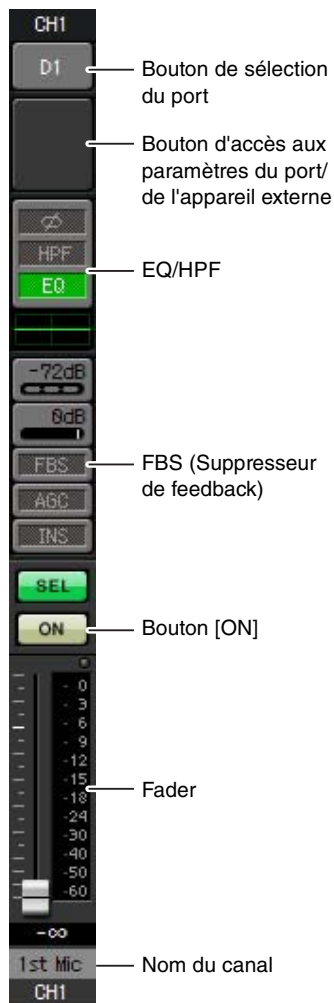 CH1
D1
Bouton de sélection
du port
Bouton d'accès aux
paramètres du port/
de l'appareil externe
Ø
HPF
EQ
EQ/HPF
-72dB
0dB
FBS
FBS (Suppresseur
de feedback)
AGC
INS
SEL
ON
Bouton [ON]
0
-3
-6
-9
-12
-15
-18
-24
-30
-40
-50
-60
Fader
-∞
1st Mic
Nom du canal
CH1